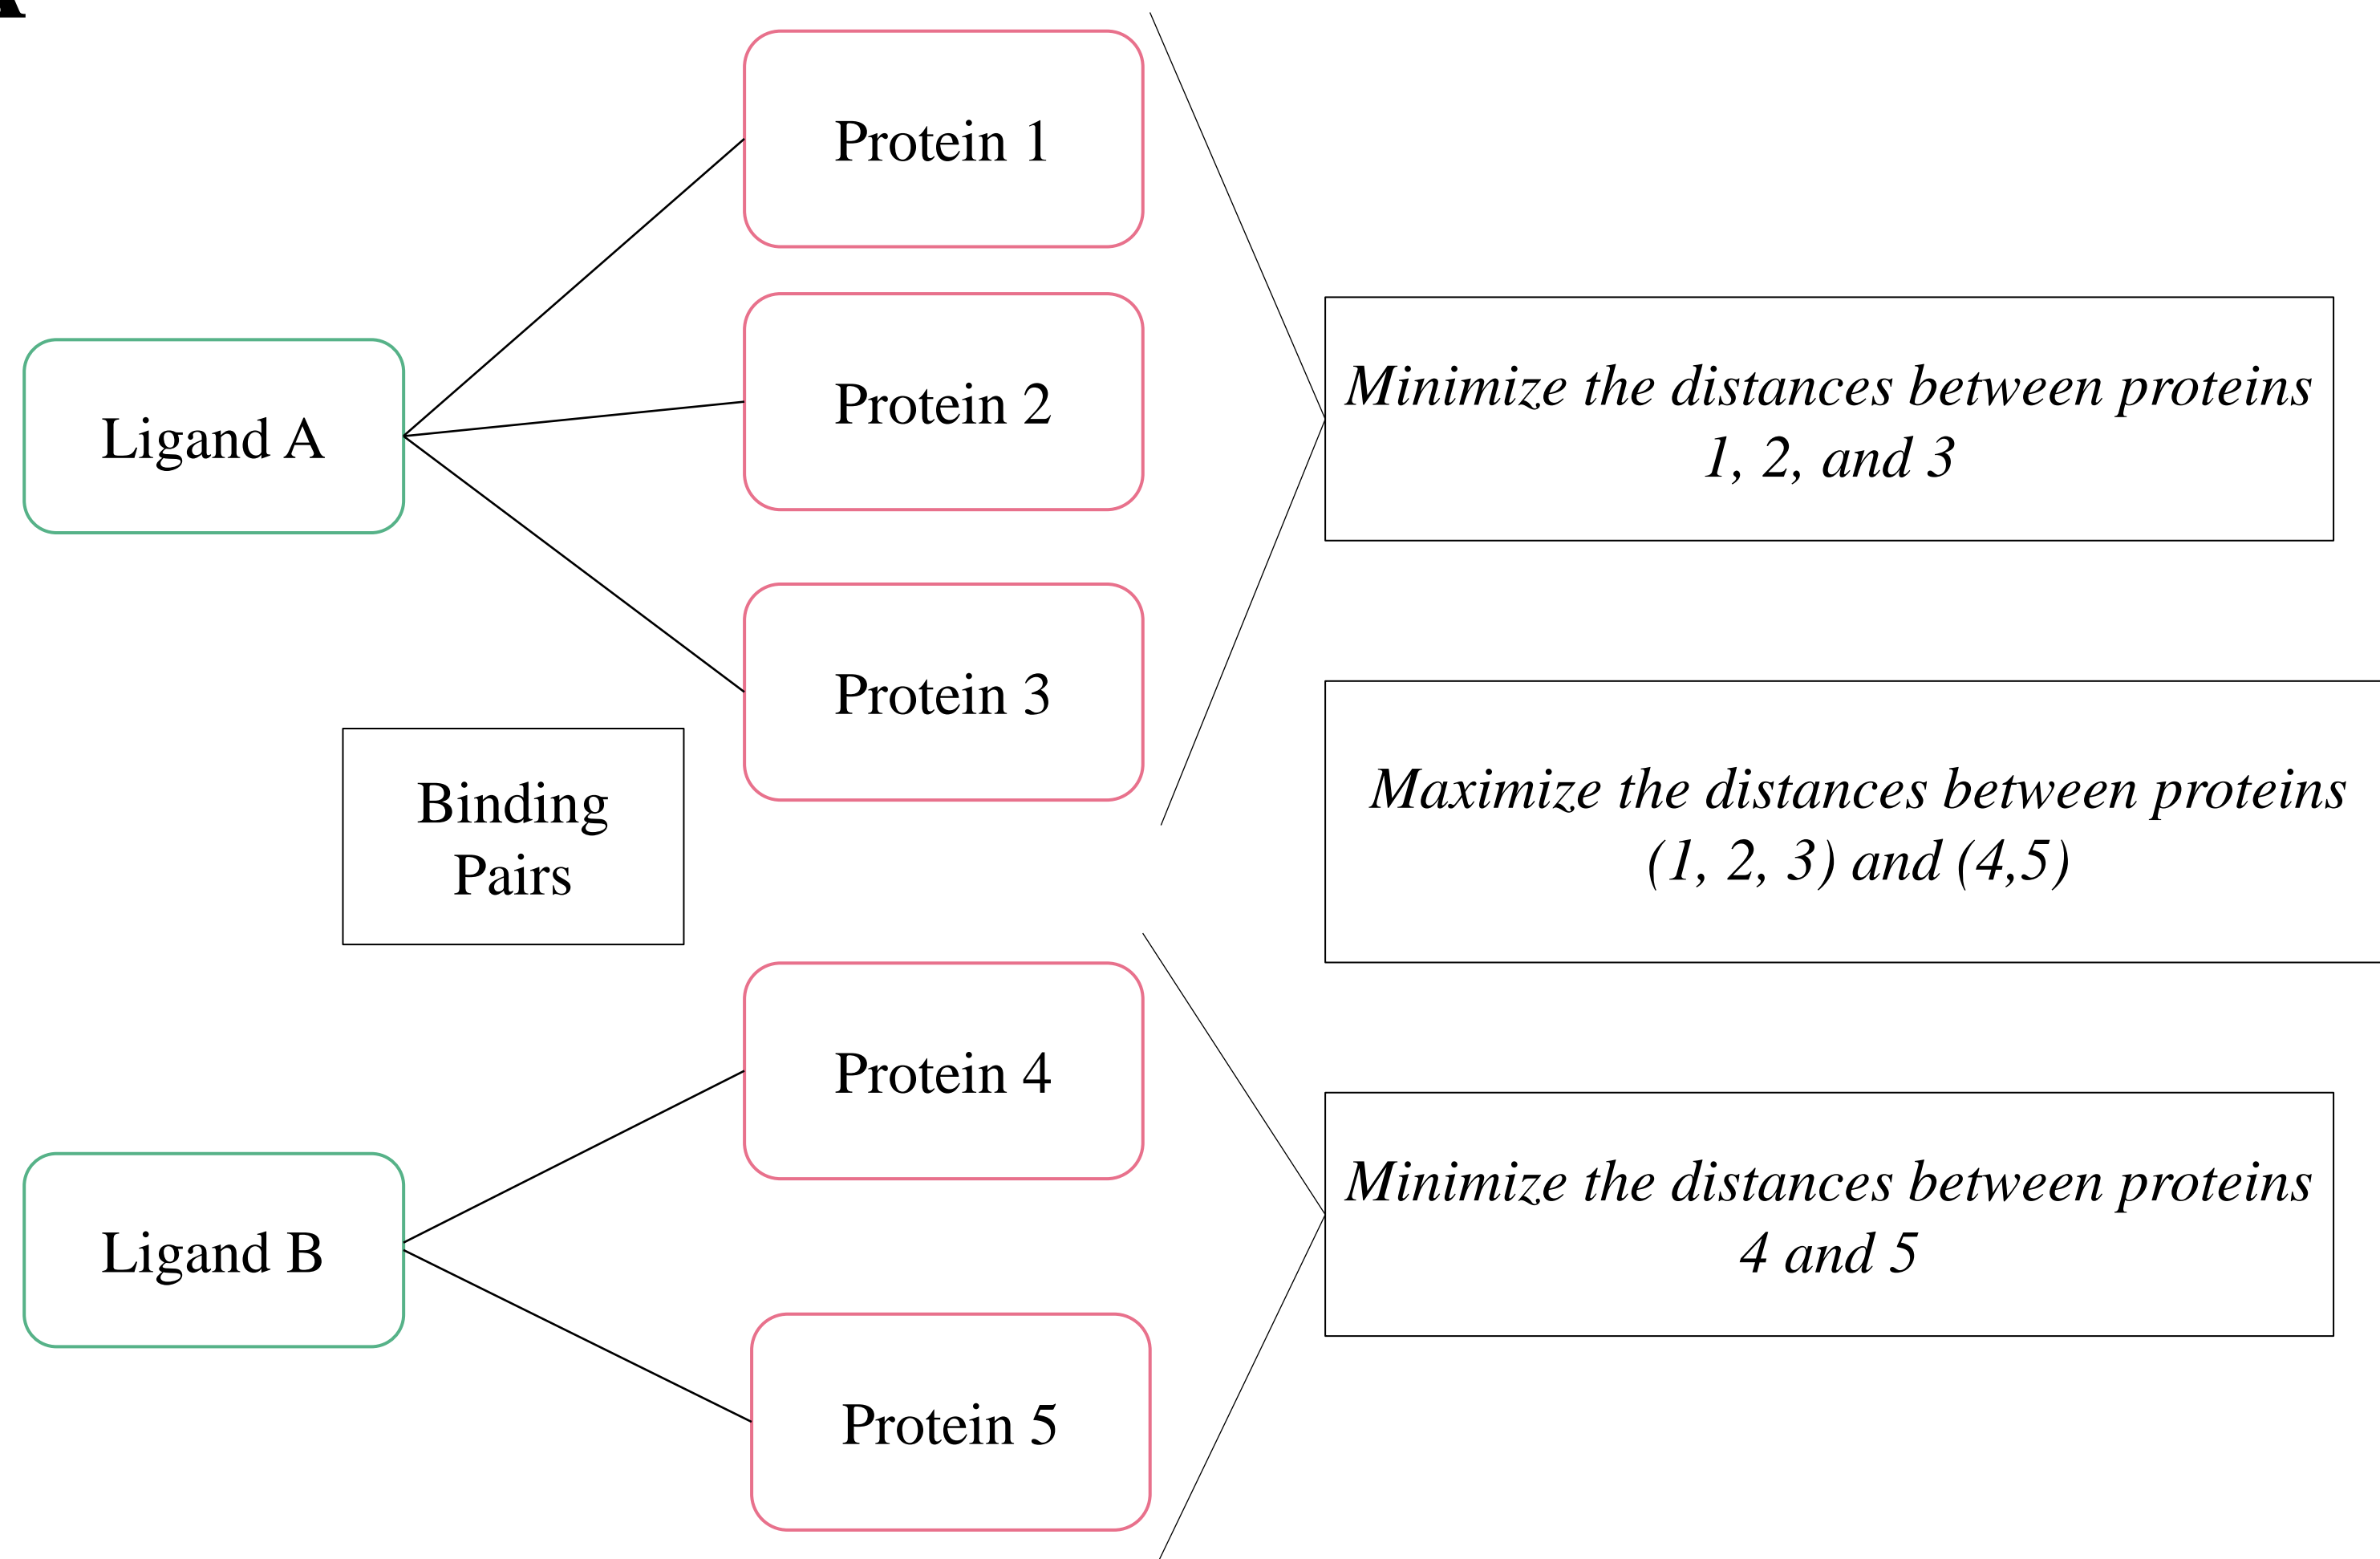 Protein 1
Protein 2
Ligand A
Protein 3
Binding
Pairs
Protein 4
Ligand B
Protein 5
Minimize the distances between proteins
1, 2, and 3
Maximize the distances between proteins
(1, 2, 3) and (4,5)
Minimize the distances between proteins
4 and 5